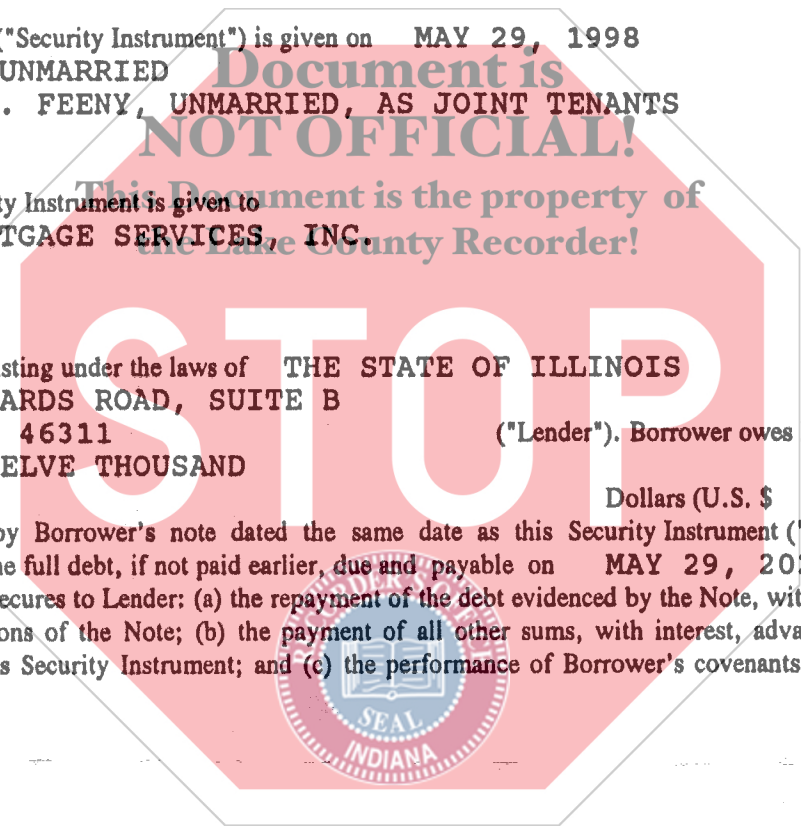 ("Security Instrument") is given on MAY 29, 1998
UNMARRIED
Document is
. FEENY, UNMARRIED, AS JOINT TENANTS
NOT OFFICIAL!
ty Instrument is given to
This Document is the property of
TGAGE SERVICES, INC.
the Lake County Recorder!
STOP
sting under the laws of THE STATE OF ILLINOIS
ARDS ROAD, SUITE B
46311 ("Lender"). Borrower owes
ELVE THOUSAND
Dollars (U.S. $
by Borrower's note dated the same date as this Security Instrument ("
he full debt, if not paid earlier, due and payable on MAY 29, 202
ecures to Lender: (a) the repayment of the debt evidenced by the Note, wit
ons of the Note; (b) the payment of all other sums, with interest, adva
s Security Instrument; and (c) the performance of Borrower's covenants
RECORDER'S OFFICE
SEAL
INDIANA